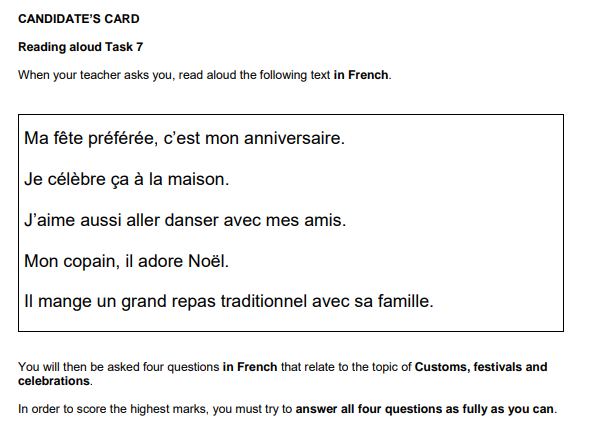 CANDIDATE'S CARD
Reading aloud Task 7
When your teacher asks you, read aloud the following text in French.
Ma fête préférée, c'est mon anniversaire.
Je célèbre ça à la maison.
J'aime aussi aller danser avec mes amis.
Mon copain, il adore Noël.
Il mange un grand repas traditionnel avec sa famille.
You will then be asked four questions in French that relate to the topic of Customs, festivals and
celebrations.
In order to score the highest marks, you must try to answer all four questions as fully as you can.